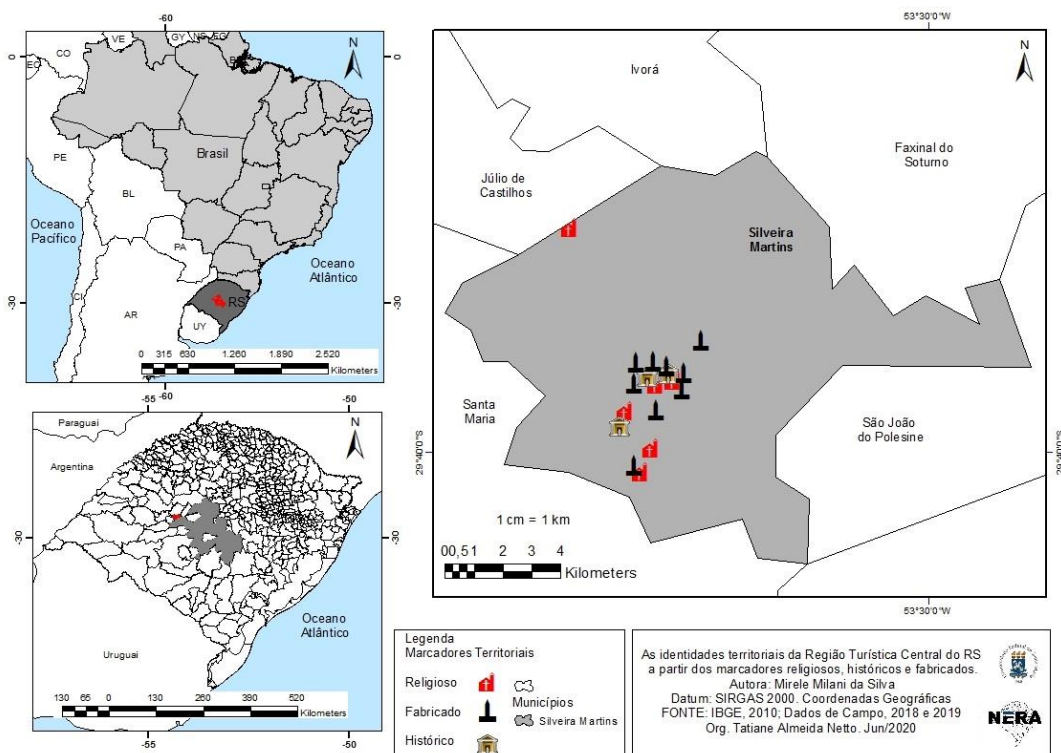 -60
VE
GY
CO
EC
N
0
0
Brasil
PE
BL
Oceano
Pacífico
PA
Oceano
Atlântico
-30
-30
CI
RS
AR
UY
0 315 630 1.260 1.890 2.520
Kilometers
-60
-55
-50
Paraguai
N
Argentina
-30
-30
Oceano
Atlântico
Uruguai
130 65 0 130 260 390 520
Kilometers
-55
-50
53°30'0"W
N
Ivorá
Faxinal do
Soturno
Júlio de
Castilhos
Silveira
Martins
Santa
Maria
São João
do Polesine
29°40'0"S
29°40'0"S
1 cm = 1 km
00,5 1 2 3 4
Kilometers
53°30'0"W
Legenda
Marcadores Territoriais
Religioso
Fabricado
Histórico
Municípios
Silveira Martins
As identidades territoriais da Região Turística Central do RS
a partir dos marcadores religiosos, históricos e fabricados.
Autora: Mirele Milani da Silva
Datum: SIRGAS 2000. Coordenadas Geográficas
FONTE: IBGE, 2010; Dados de Campo, 2018 e 2019
Org. Tatiane Almeida Netto. Jun/2020
NERA